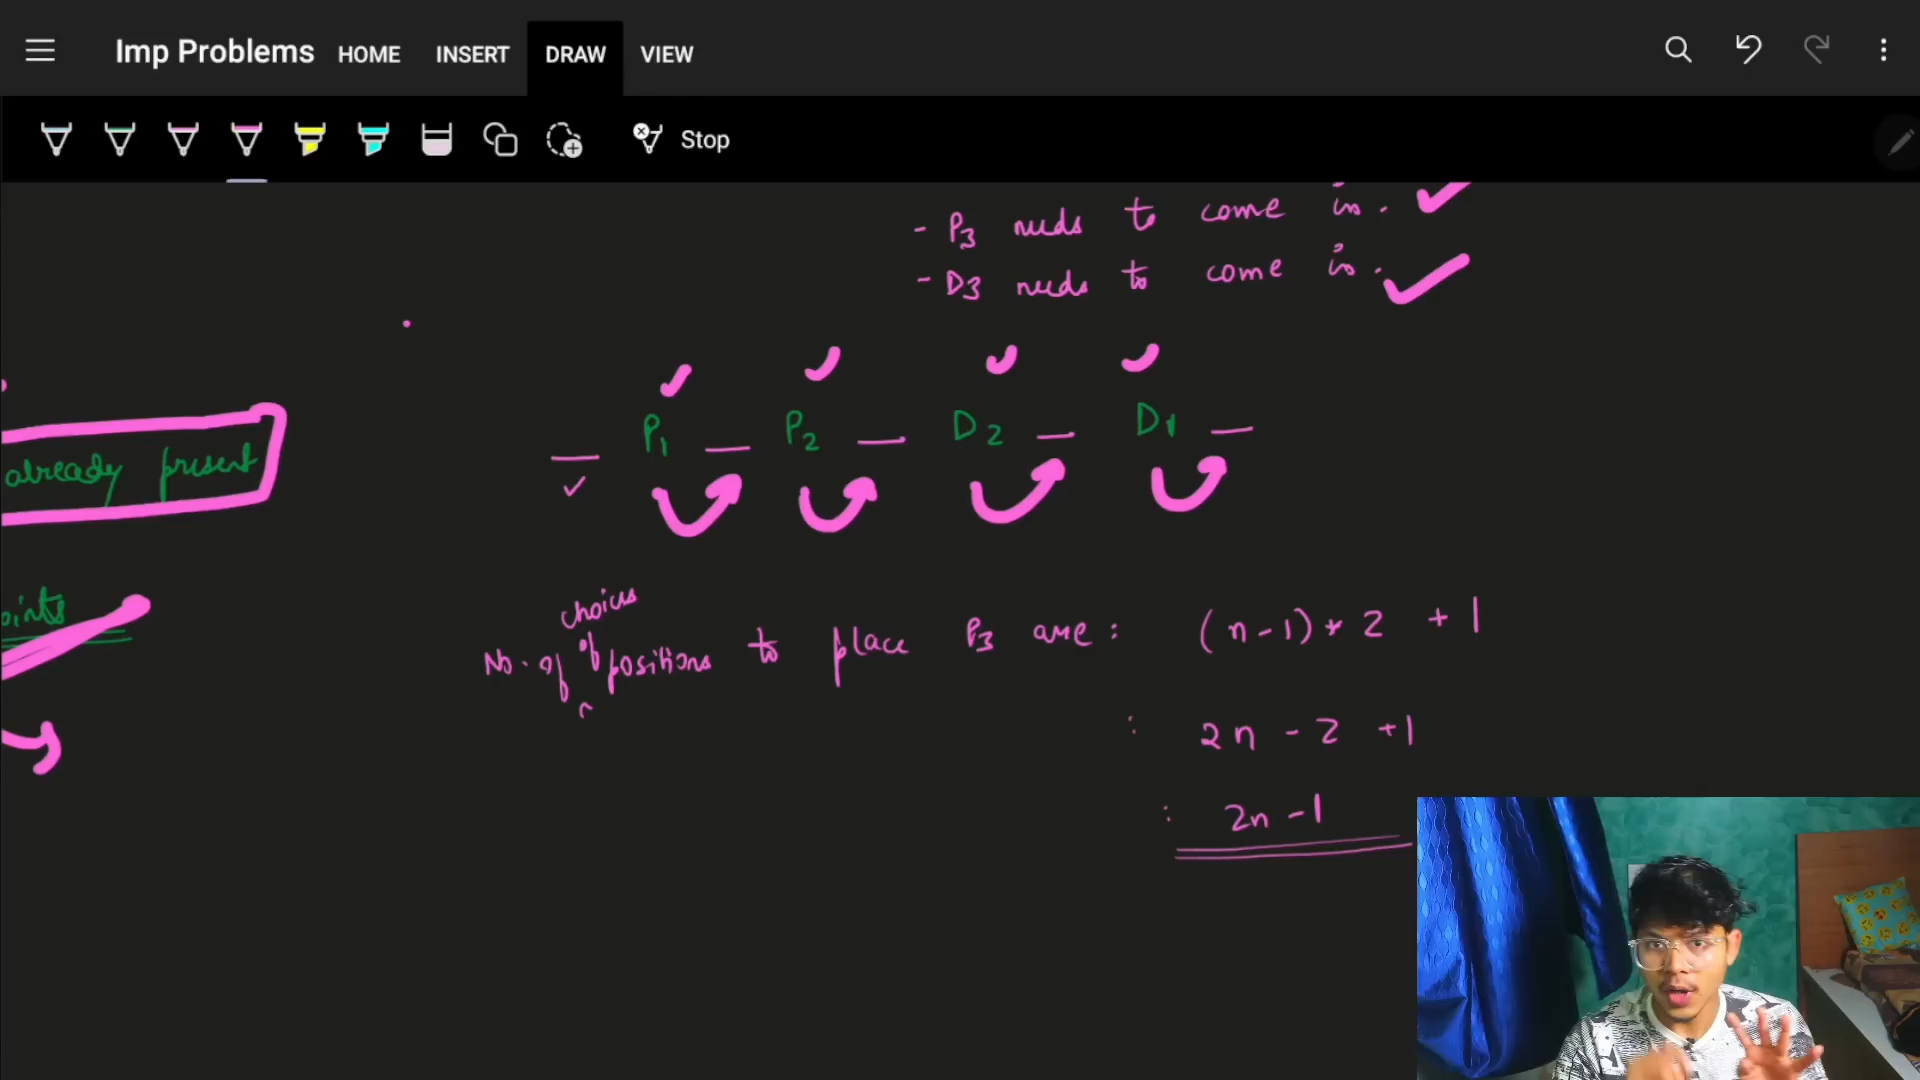 Imp Problems HOME INSERT DRAW VIEW
Stop
- P3 needs to come in.
- D3 needs to come in.
P1 _ P2 _ D2 _ D1 _
already present
oints
choices
No. of of positions to place P3 are: (n-1)*2 +1
: 2n - 2 +1
: 2n - 1